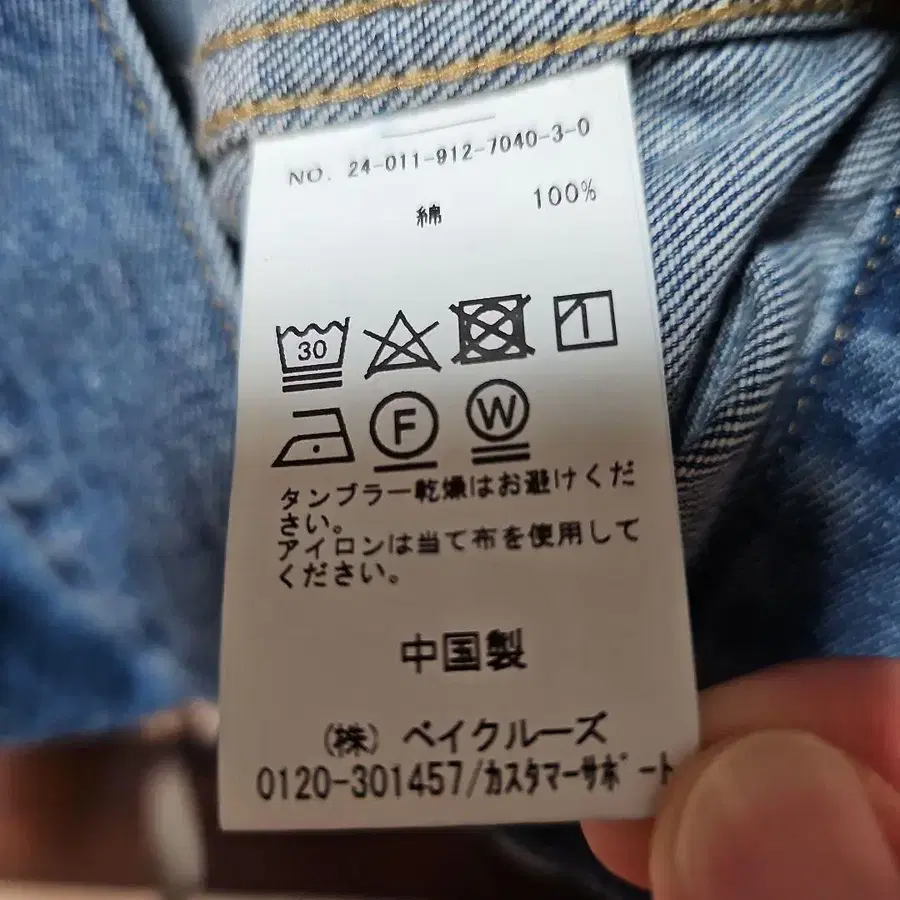 NO. 24-011-912-7040-3-0
綿 100%
30
F W
タンブラー乾燥はお避けくだ
さい。
アイロンは当て布を使用して
ください。
中国製
(株) ベイクルーズ
0120-301457/カスタマーサポート